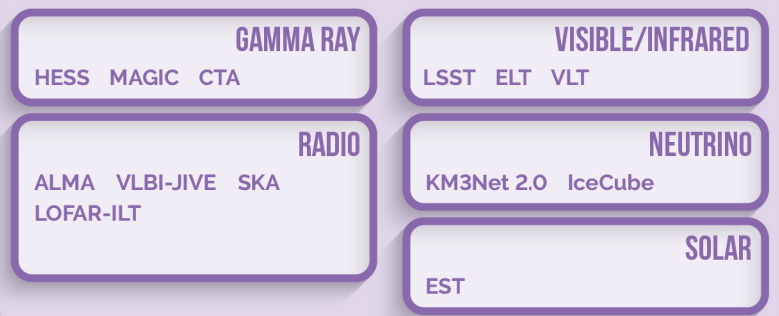 GAMMA RAY
HESS MAGIC CTA
RADIO
ALMA VLBI-JIVE SKA
LOFAR-ILT
VISIBLE/INFRARED
LSST ELT VLT
NEUTRINO
KM3Net 2.0 IceCube
SOLAR
EST